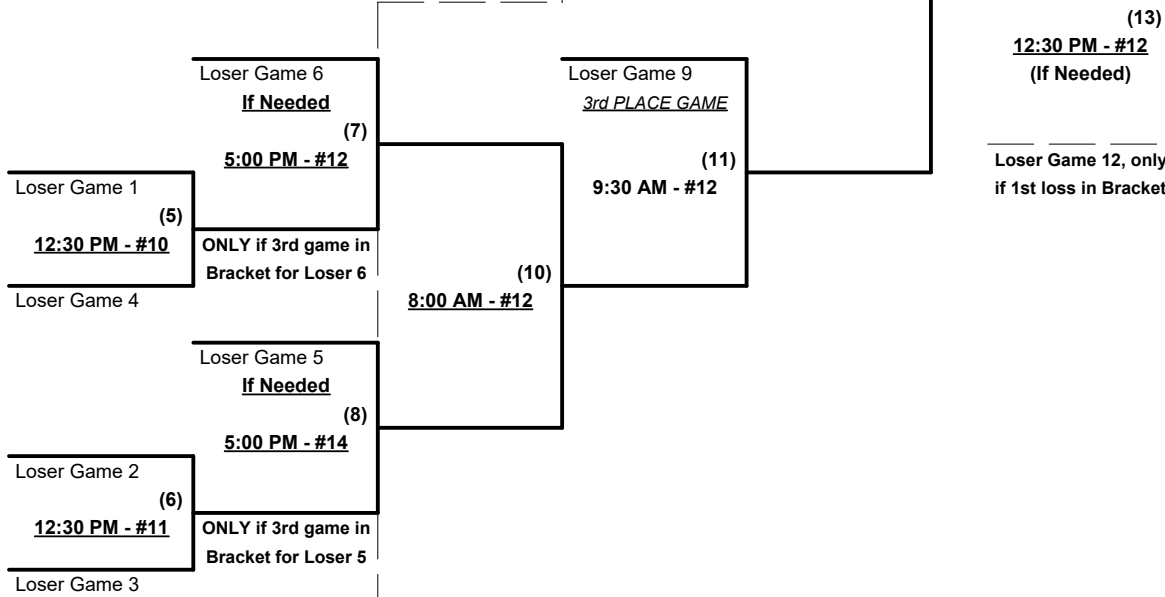 (13)
12:30 PM - #12
(If Needed)
Loser Game 12, only
if 1st loss in Bracket
Loser Game 6
If Needed
(7)
5:00 PM - #12
Loser Game 9
3rd PLACE GAME
(11)
9:30 AM - #12
Loser Game 1
(5)
12:30 PM - #10
Loser Game 4
ONLY if 3rd game in
Bracket for Loser 6
(10)
8:00 AM - #12
Loser Game 5
If Needed
(8)
5:00 PM - #14
Loser Game 2
(6)
12:30 PM - #11
Loser Game 3
ONLY if 3rd game in
Bracket for Loser 5